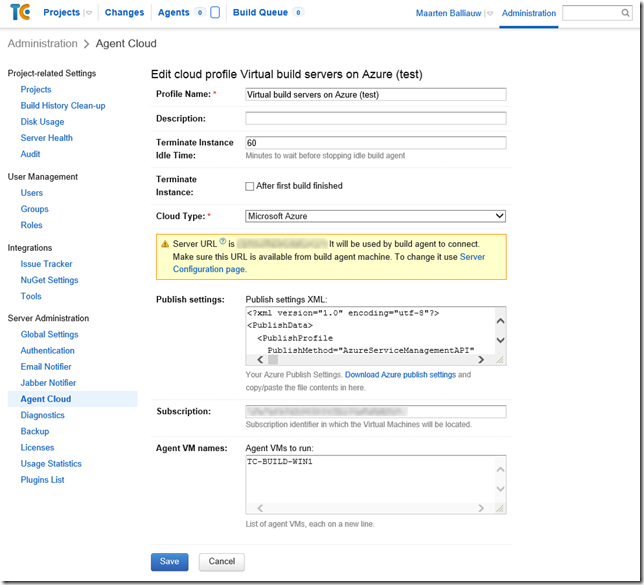 TC Projects Changes Agents 0 Build Queue 0 Maarten Balliauw Administration
Administration > Agent Cloud
Project-related Settings
Projects
Build History Clean-up
Disk Usage
Server Health
Audit
User Management
Users
Groups
Roles
Integrations
Issue Tracker
NuGet Settings
Tools
Server Administration
Global Settings
Authentication
Email Notifier
Jabber Notifier
Agent Cloud
Diagnostics
Backup
Licenses
Usage Statistics
Plugins List
Edit cloud profile Virtual build servers on Azure (test)
Profile Name: * Virtual build servers on Azure (test)
Description:
Terminate Instance
Idle Time:
60
Minutes to wait before stopping idle build agent
Terminate
Instance:
After first build finished
Cloud Type: * Microsoft Azure
Server URL ? is It will be used by build agent to connect.
Make sure this URL is available from build agent machine. To change it use Server
Configuration page.
Publish settings: Publish settings XML:
<?xml version="1.0" encoding="utf-8"?>
<PublishData>
<PublishProfile
PublishMethod="AzureServiceManagementAPI"
Your Azure Publish Settings. Download Azure publish settings and
copy/paste the file contents in here.
Subscription:
Subscription identifier in which the Virtual Machines will be located.
Agent VM names: Agent VMs to run:
TC-BUILD-WIN1
List of agent VMs, each on a new line.
Save Cancel